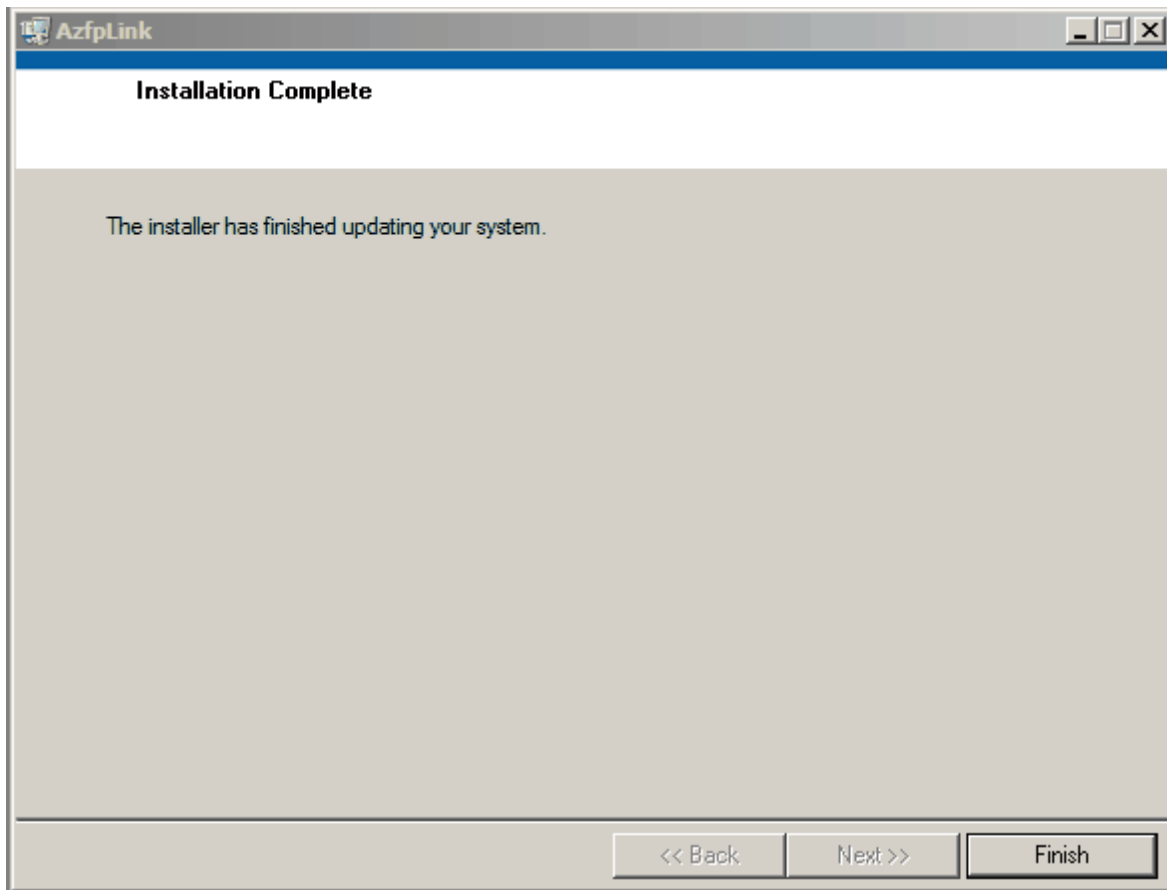 AzfpLink
Installation Complete
The installer has finished updating your system.
<< Back
Next >>
Finish